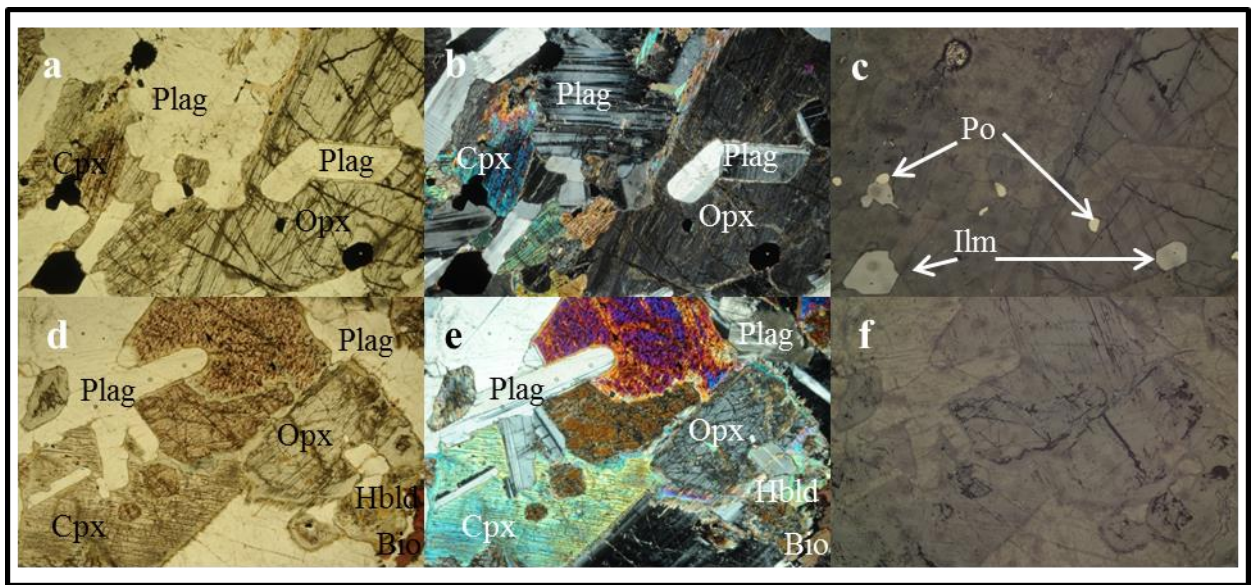 a
Plag
Cpx
Plag
Opx
b
Plag
Cpx
Plag
Opx
c
Po
Ilm
d
Plag
Plag
Opx
Hbld
Cpx
Bio
e
Plag
Plag
Opx
Hbld
Cpx
Bio
f